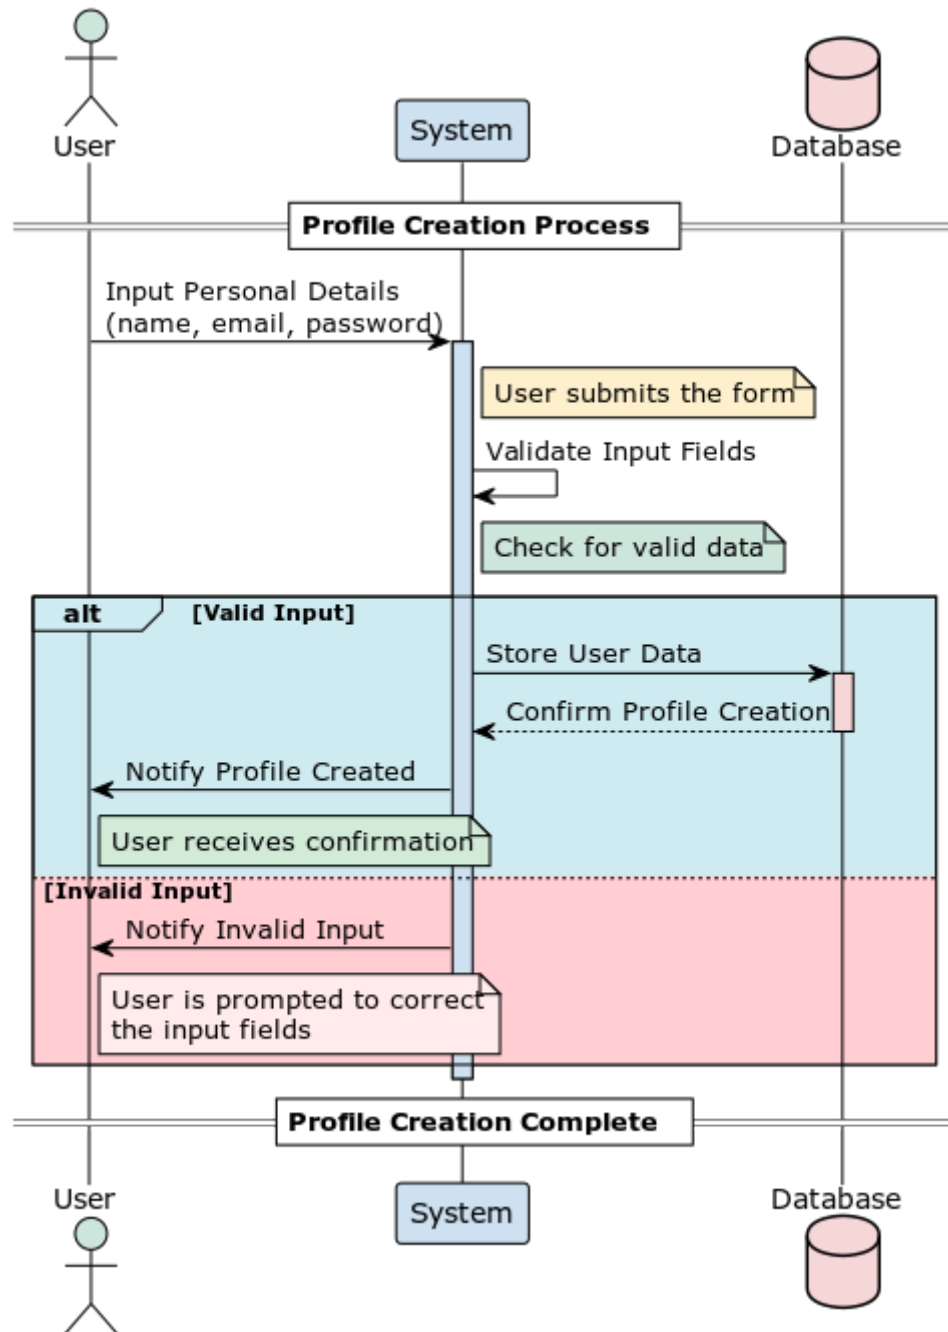 User
System
Database
Profile Creation Process
Input Personal Details
(name, email, password)
User submits the form
Validate Input Fields
Check for valid data
alt [Valid Input]
Store User Data
Confirm Profile Creation
Notify Profile Created
User receives confirmation
[Invalid Input]
Notify Invalid Input
User is prompted to correct
the input fields
Profile Creation Complete
User
System
Database